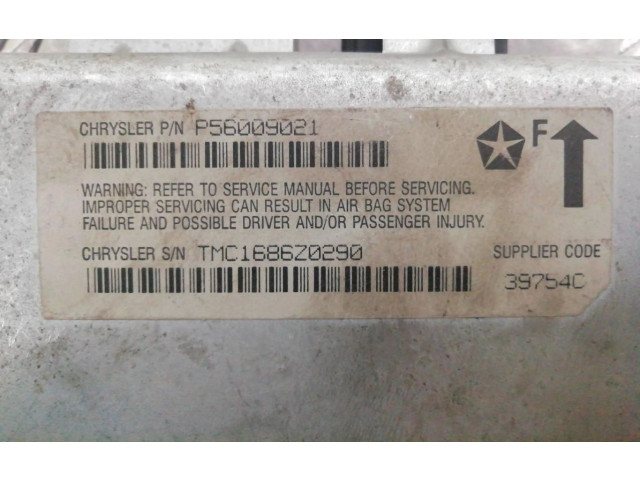 CHRYSLER P/N P56009021
F
WARNING: REFER TO SERVICE MANUAL BEFORE SERVICING.
IMPROPER SERVICING CAN RESULT IN AIR BAG SYSTEM
FAILURE AND POSSIBLE DRIVER AND/OR PASSENGER INJURY.
CHRYSLER S/N TMC1686Z0290
SUPPLIER CODE
39754C